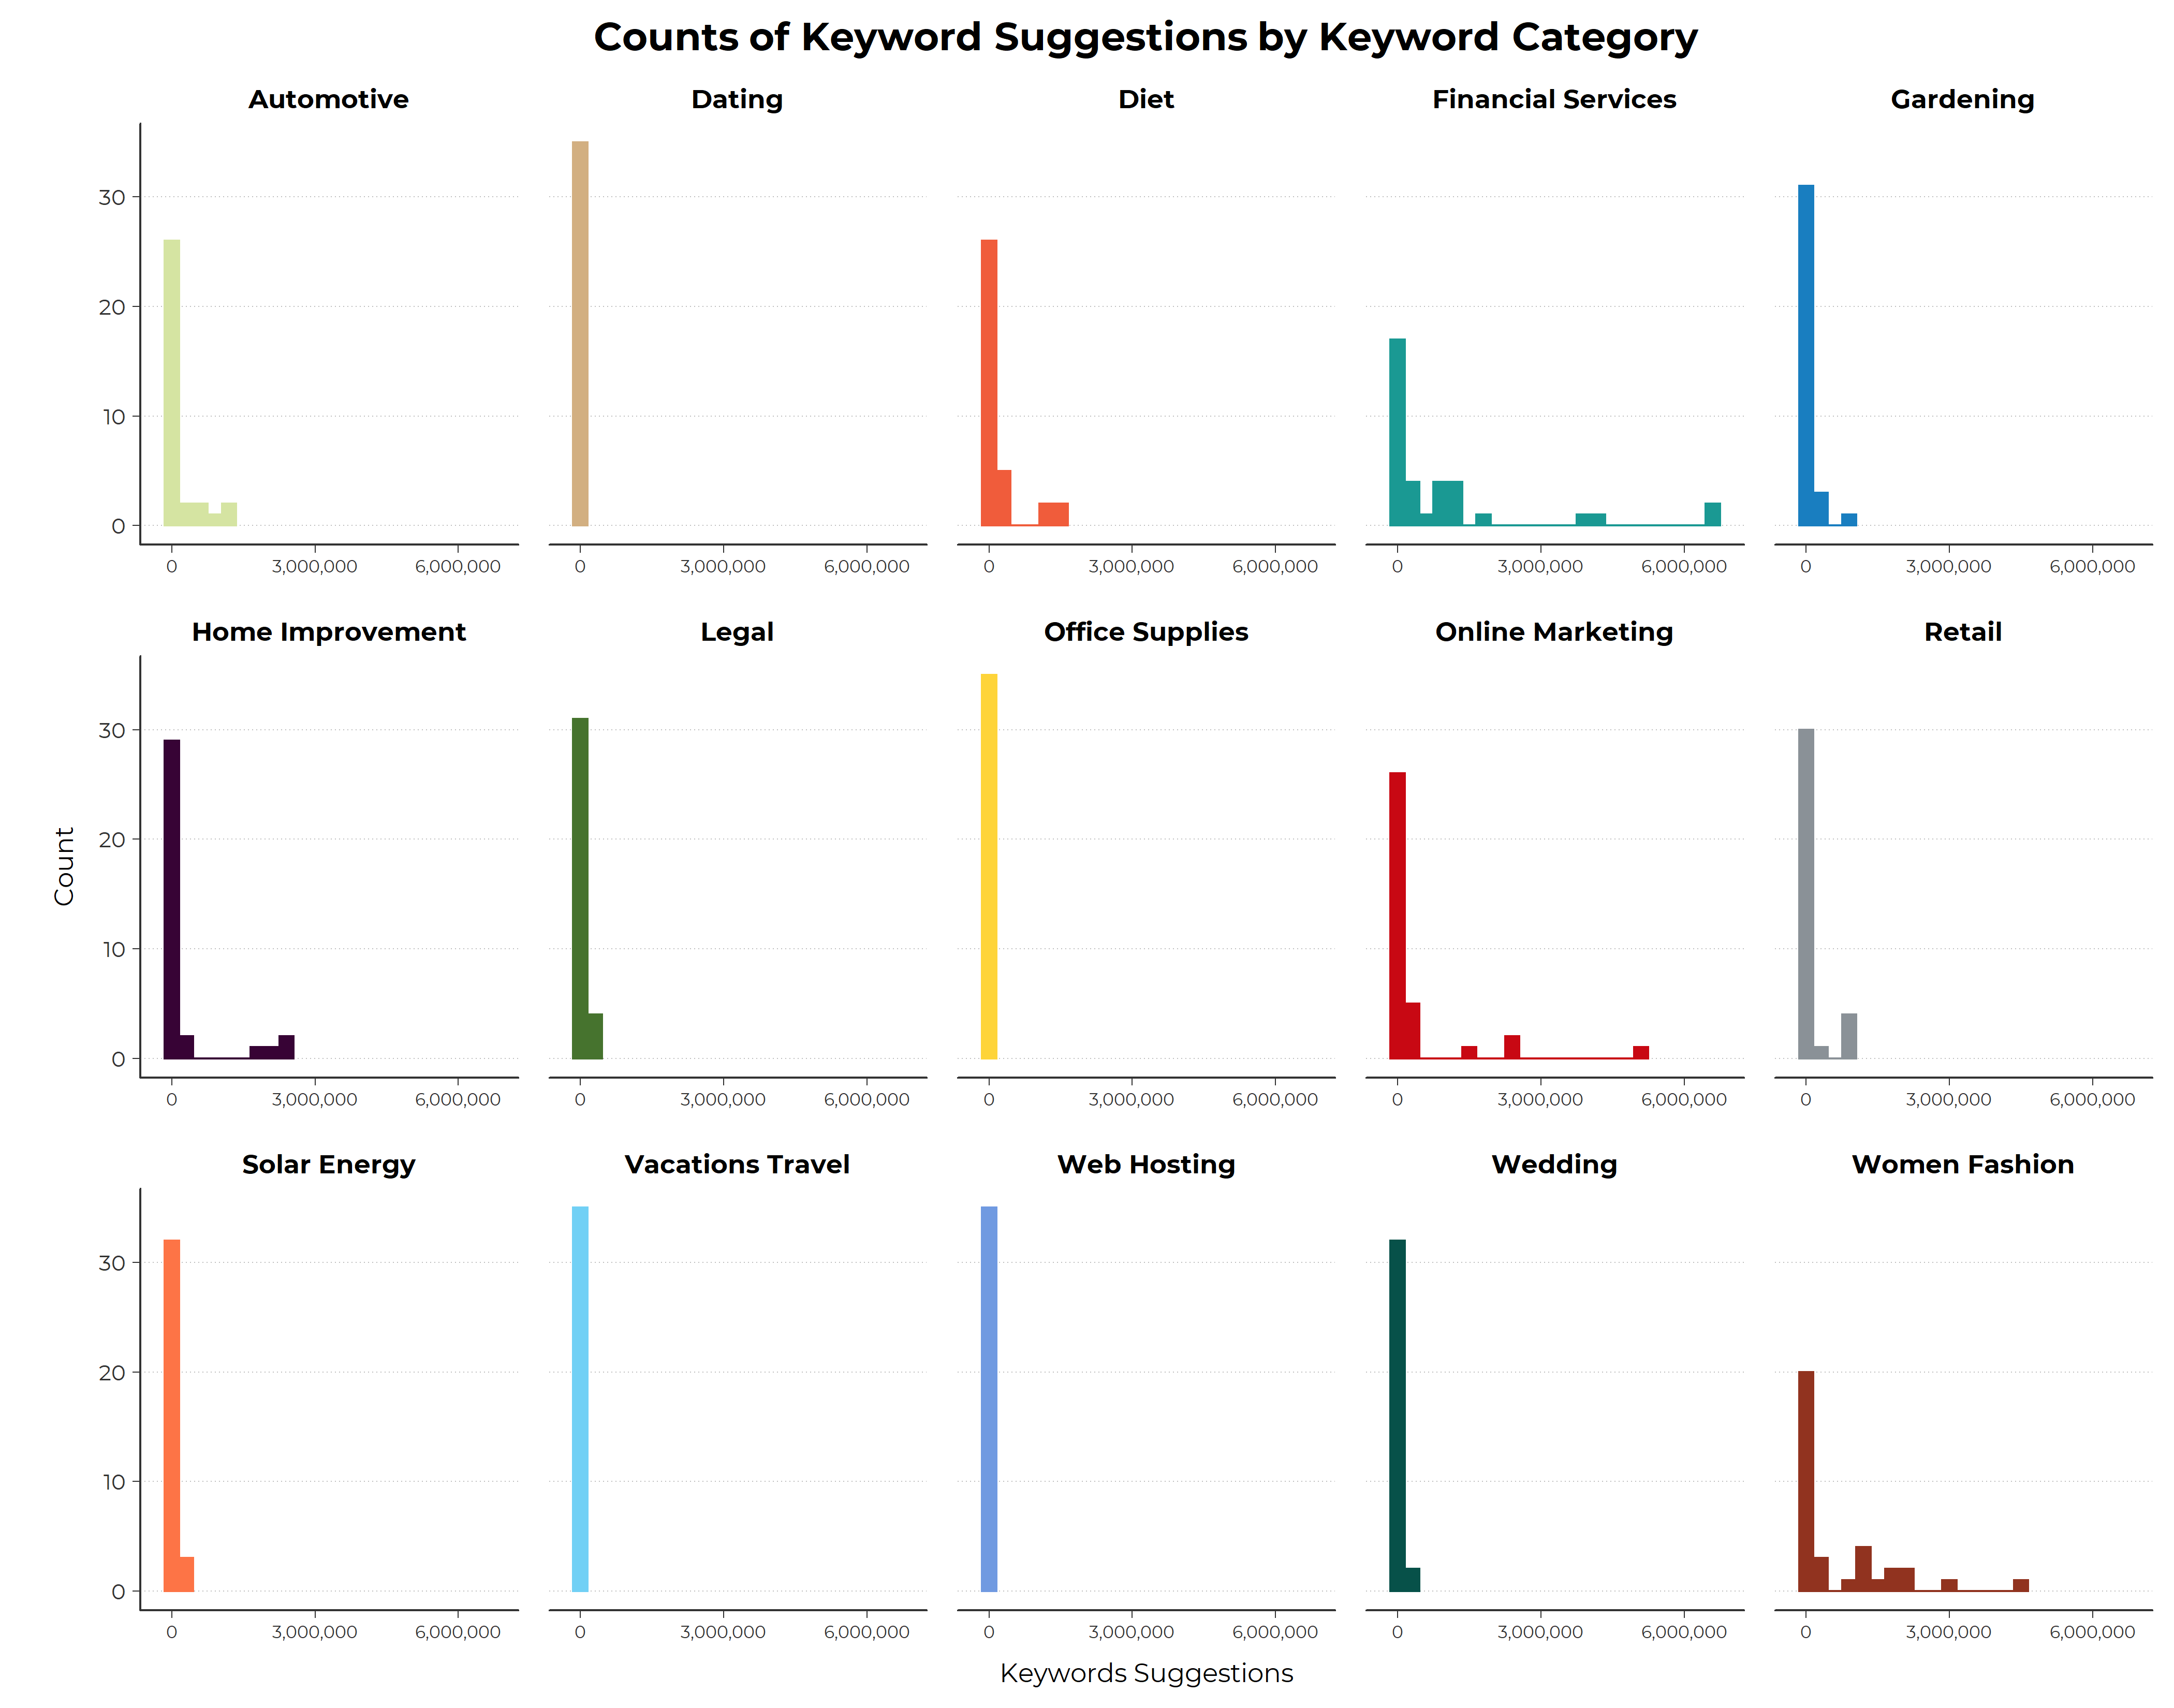 Counts of Keyword Suggestions by Keyword Category
Automotive
Dating
Diet
Financial Services
Gardening
30
20
10
0
0 3,000,000 6,000,000
0 3,000,000 6,000,000
0 3,000,000 6,000,000
0 3,000,000 6,000,000
0 3,000,000 6,000,000
Home Improvement
Legal
Office Supplies
Online Marketing
Retail
Count
30
20
10
0
0 3,000,000 6,000,000
0 3,000,000 6,000,000
0 3,000,000 6,000,000
0 3,000,000 6,000,000
0 3,000,000 6,000,000
Solar Energy
Vacations Travel
Web Hosting
Wedding
Women Fashion
30
20
10
0
0 3,000,000 6,000,000
0 3,000,000 6,000,000
0 3,000,000 6,000,000
0 3,000,000 6,000,000
0 3,000,000 6,000,000
Keywords Suggestions